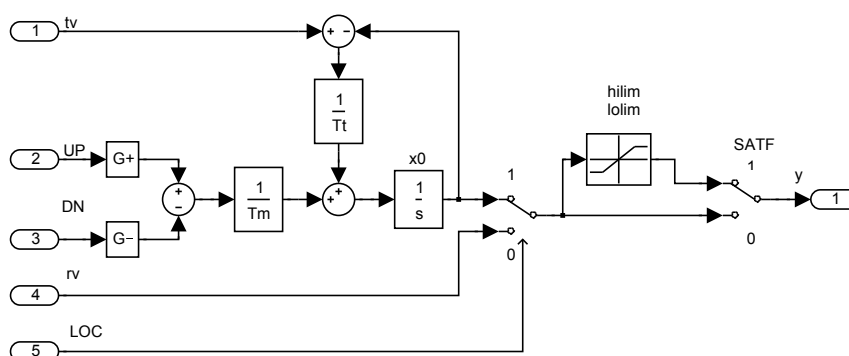 1
tv
+
−
1
Tt
hilim
lolim
SATF
2
UP
G+
+
−
1
Tm
+
+
x0
1
s
1
0
1
0
y
1
DN
3
G−
rv
4
LOC
5